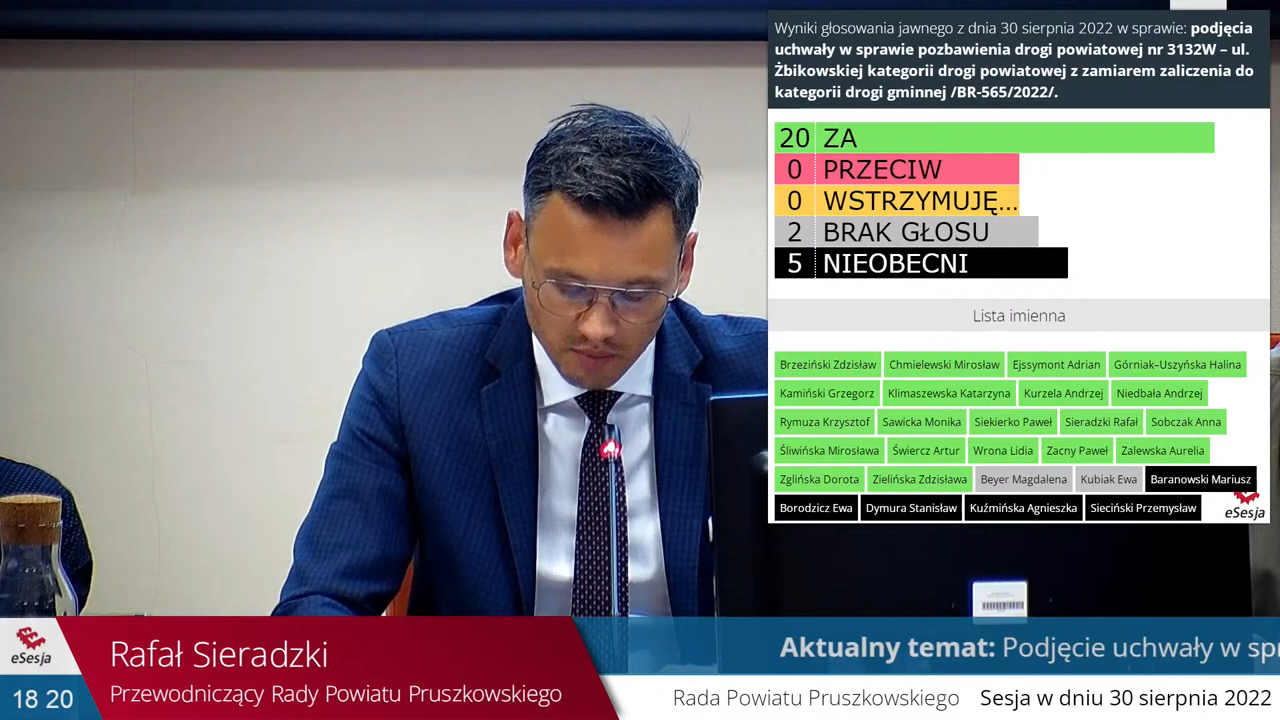 Wyniki głosowania jawnego z dnia 30 sierpnia 2022 w sprawie: podjęcia
uchwały w sprawie pozbawienia drogi powiatowej nr 3132W – ul.
Żbikowskiej kategorii drogi powiatowej z zamiarem zaliczenia do
kategorii drogi gminnej /BR-565/2022/.
20 ZA
0 PRZECIW
0 WSTRZYMUJĘ...
2 BRAK GŁOSU
5 NIEOBECNI
Lista imienna
Brzeziński Zdzisław Chmielewski Mirosław Ejssymont Adrian Górniak–Uszyńska Halina
Kamiński Grzegorz Klimaszewska Katarzyna Kurzela Andrzej Niedbała Andrzej
Rymuza Krzysztof Sawicka Monika Siekierko Paweł Sieradzki Rafał Sobczak Anna
Śliwińska Mirosława Świercz Artur Wrona Lidia Zacny Paweł Zalewska Aurelia
Zglińska Dorota Zielińska Zdzisława Beyer Magdalena Kubiak Ewa Baranowski Mariusz
Borodzicz Ewa Dymura Stanisław Kuźmińska Agnieszka Sieciński Przemysław
eSesja
Rafał Sieradzki
Przewodniczący Rady Powiatu Pruszkowskiego
eSesja
18 20
Aktualny temat: Podjęcie uchwały w spr
Rada Powiatu Pruszkowskiego Sesja w dniu 30 sierpnia 2022